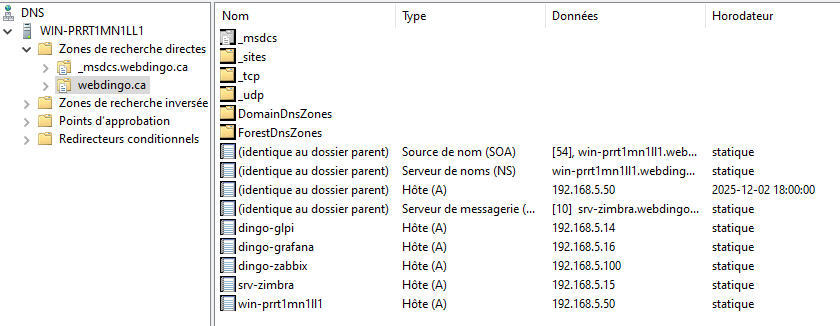 DNS
WIN-PRRT1MN1LL1
Zones de recherche directes
_msdcs.webdingo.ca
webdingo.ca
Zones de recherche inversée
Points d’approbation
Redirecteurs conditionnels
Nom Type Données Horodateur
_msdcs
_sites
_tcp
_udp
DomainDnsZones
ForestDnsZones
(identique au dossier parent) Source de nom (SOA) [54], win-prrt1mn1ll1.web... statique
(identique au dossier parent) Serveur de noms (NS) win-prrt1mn1ll1.webding... statique
(identique au dossier parent) Hôte (A) 192.168.5.50 2025-12-02 18:00:00
(identique au dossier parent) Serveur de messagerie (... [10] srv-zimbra.webdingo... statique
dingo-glpi Hôte (A) 192.168.5.14 statique
dingo-grafana Hôte (A) 192.168.5.16 statique
dingo-zabbix Hôte (A) 192.168.5.100 statique
srv-zimbra Hôte (A) 192.168.5.15 statique
win-prrt1mn1ll1 Hôte (A) 192.168.5.50 statique